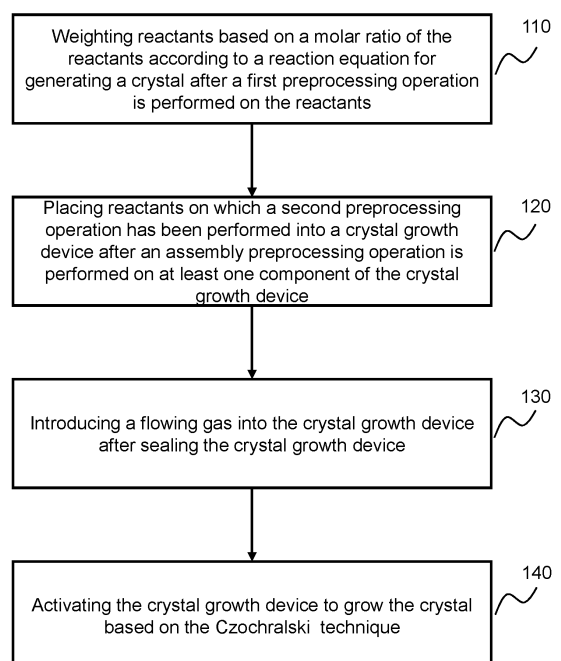 110
Weighting reactants based on a molar ratio of the
reactants according to a reaction equation for
generating a crystal after a first preprocessing operation
is performed on the reactants
120
Placing reactants on which a second preprocessing
operation has been performed into a crystal growth
device after an assembly preprocessing operation is
performed on at least one component of the crystal
growth device
130
Introducing a flowing gas into the crystal growth device
after sealing the crystal growth device
140
Activating the crystal growth device to grow the crystal
based on the Czochralski technique